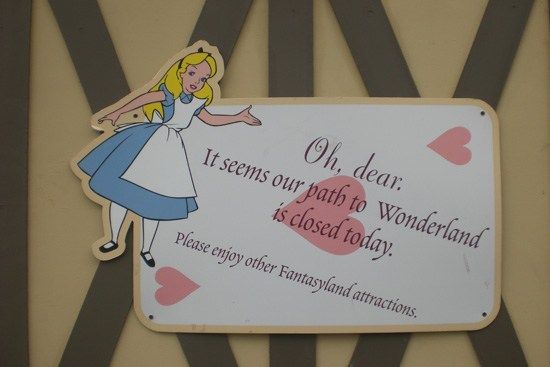 Oh, dear.
It seems our path to Wonderland
is closed today.
Please enjoy other Fantasyland attractions.